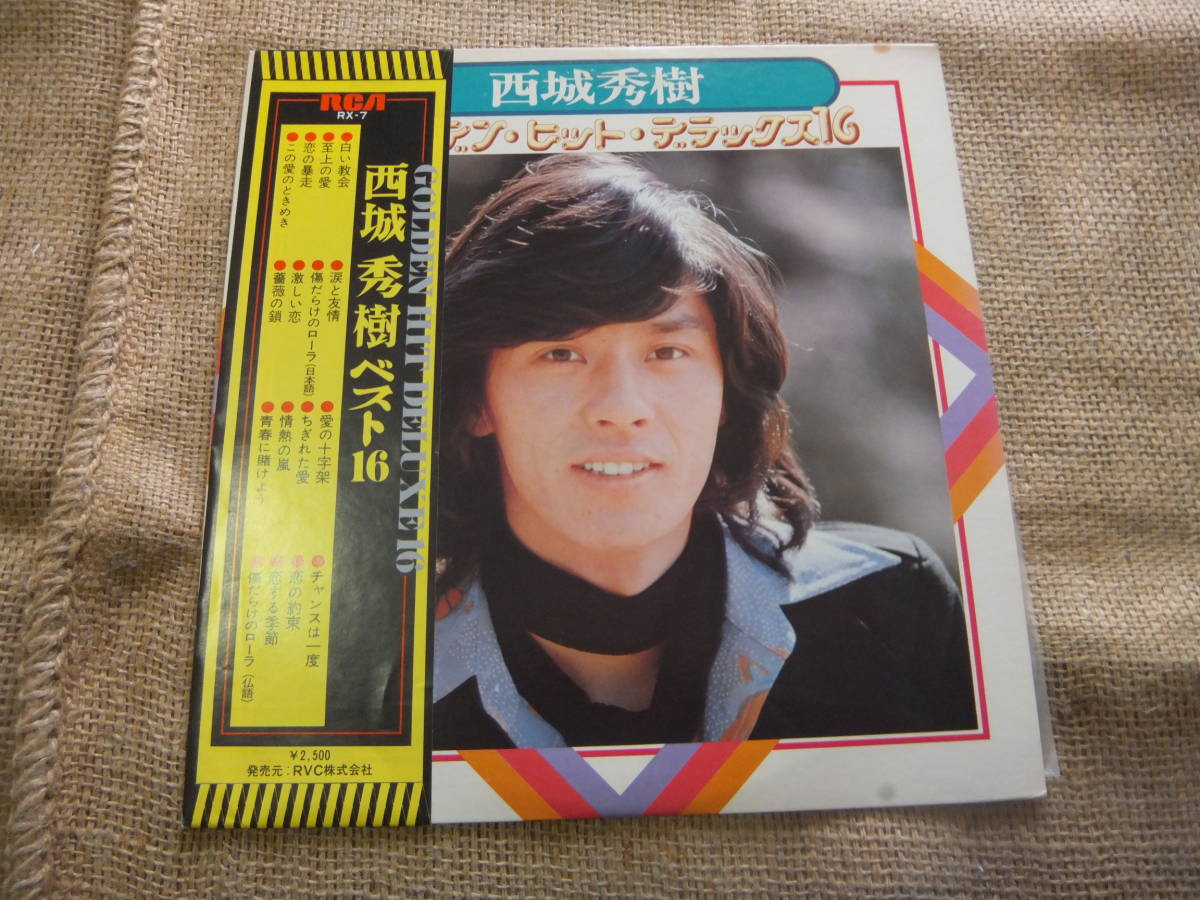 RCA
RX-7
GOLDEN HIT DELUXE 16
西城秀樹ベスト16
●白い教会
●至上の愛
●恋の暴走
●この愛のときめき
●涙と友情
●傷だらけのローラ(日本語)
●激しい恋
●薔薇の鎖
●愛の十字架
●ちぎれた愛
●情熱の嵐
●青春に賭けよう
●チャンスは一度
●恋の約束
●恋する季節
●傷だらけのローラ(仏語)
¥2,500
発売元:RVC株式会社
西城秀樹
デン・ヒット・デラックス16